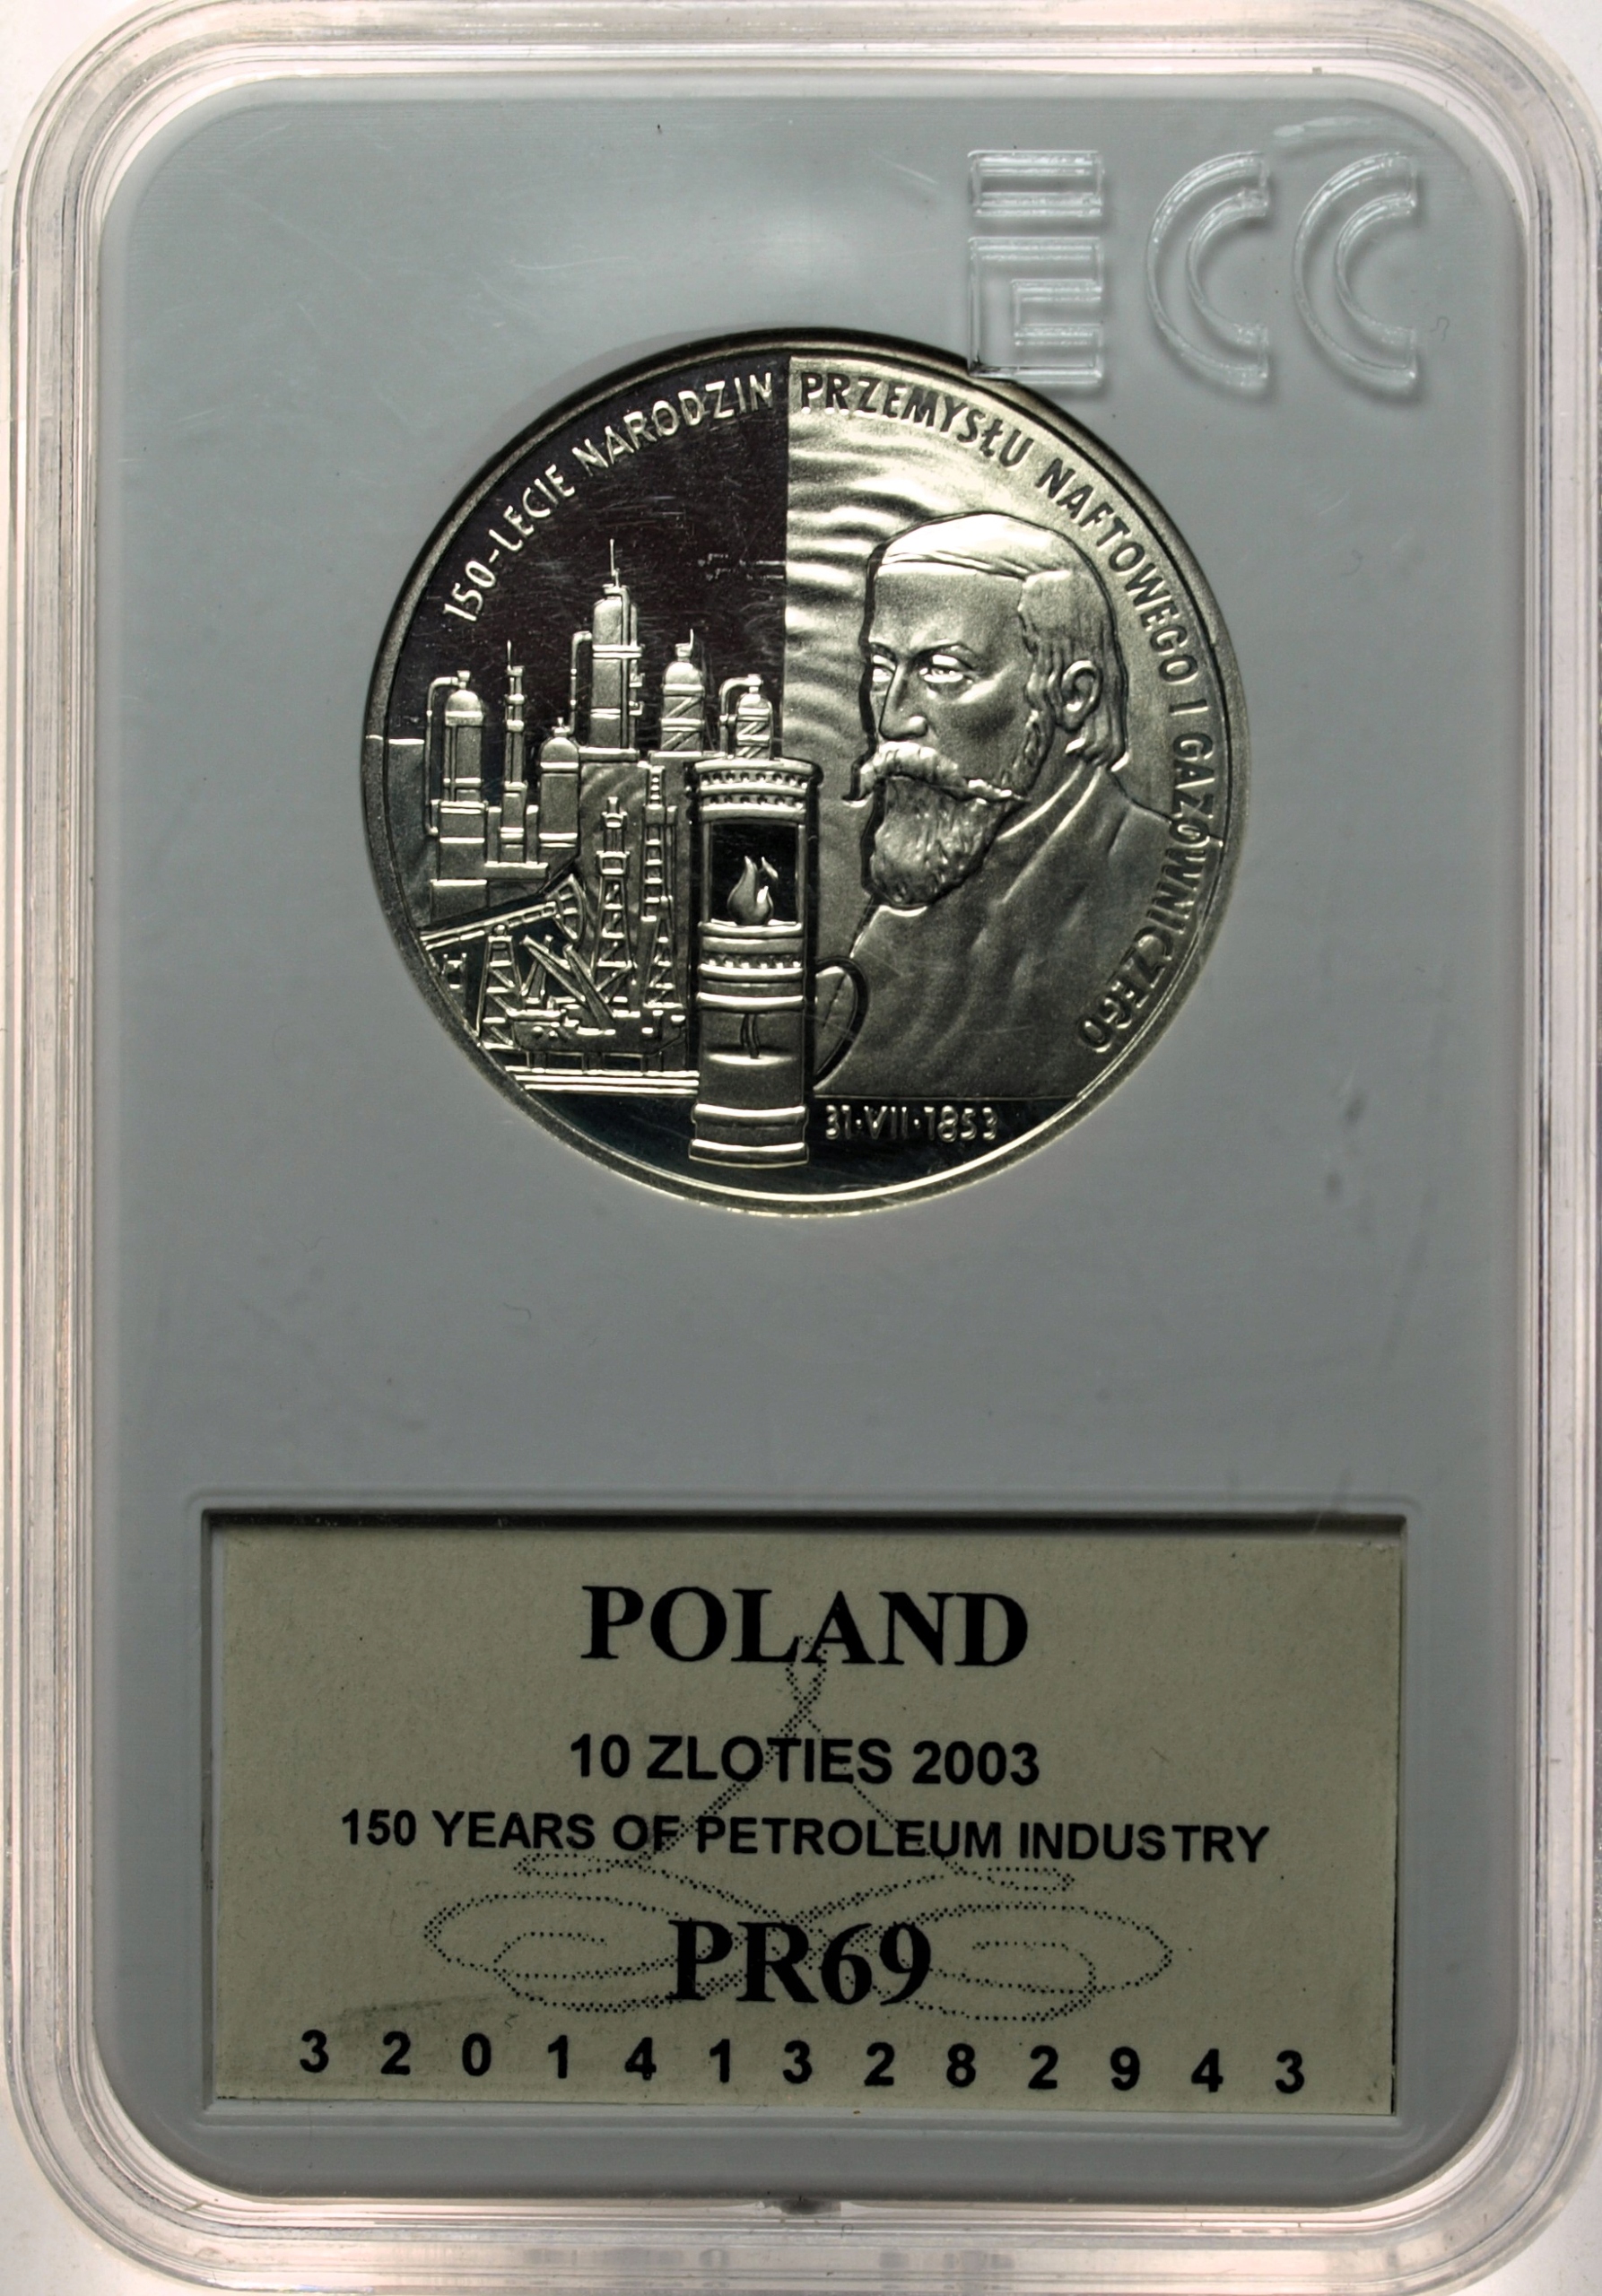 ECC
150-LECIE NARODZIN PRZEMYSŁU NAFTOWEGO I GAZOWNICZEGO
31·VII·1853
POLAND
10 ZLOTIES 2003
150 YEARS OF PETROLEUM INDUSTRY
PR69
3 2 0 1 4 1 3 2 8 2 9 4 3